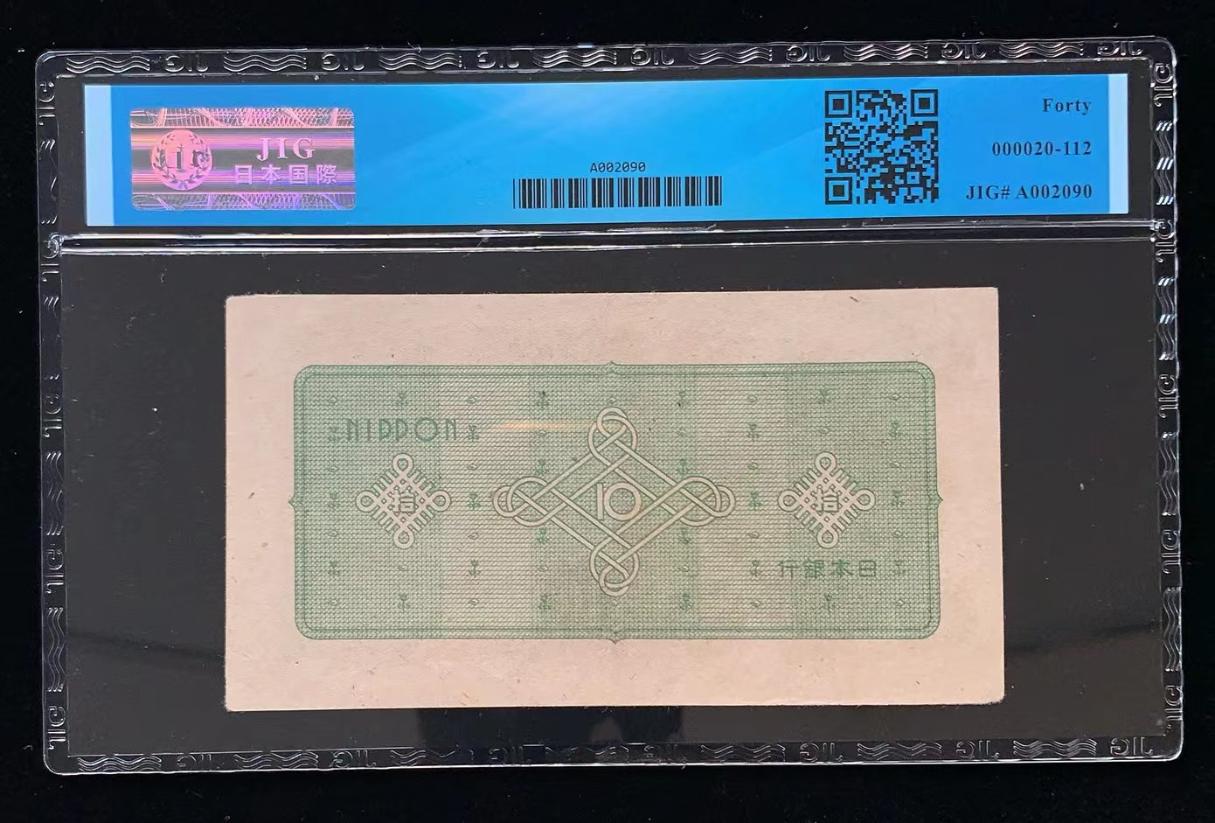 JIG
日本国際
A002090
Forty
000020-112
JIG# A002090
NIPPON
拾
10
拾
行銀本日